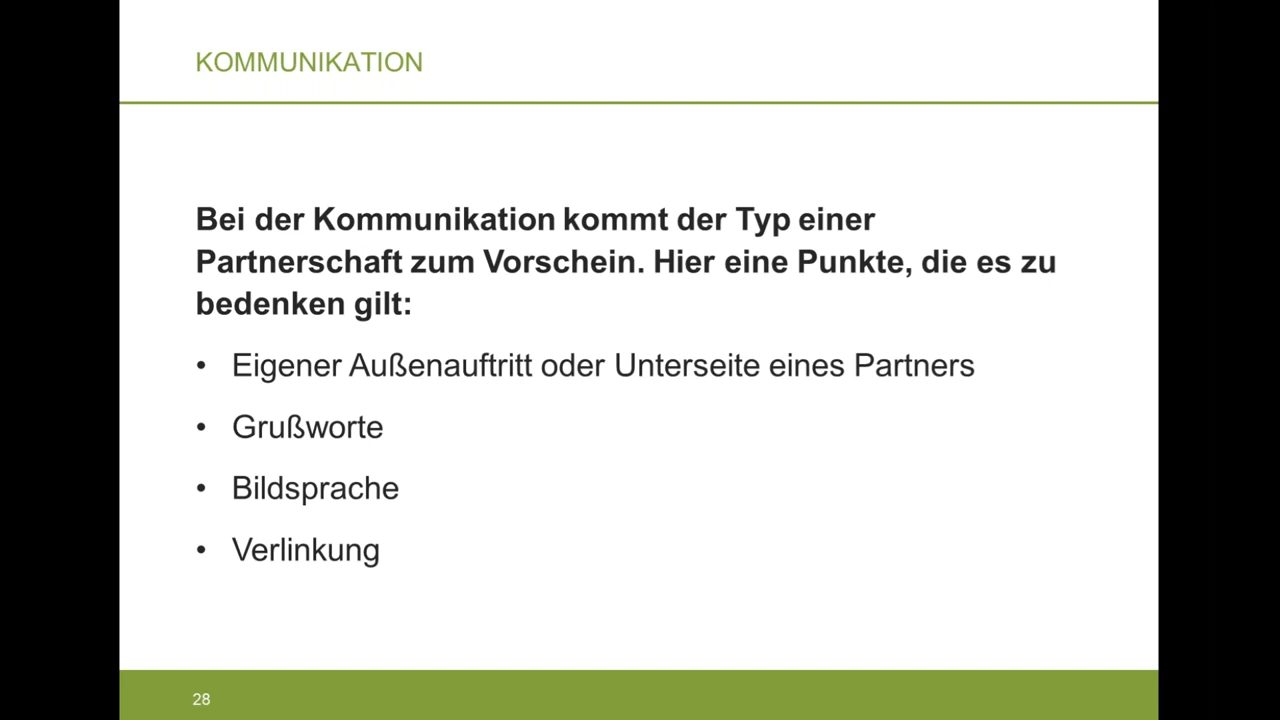 KOMMUNIKATION
Bei der Kommunikation kommt der Typ einer
Partnerschaft zum Vorschein. Hier eine Punkte, die es zu
bedenken gilt:
• Eigener Außenauftritt oder Unterseite eines Partners
• Grußworte
• Bildsprache
• Verlinkung
28